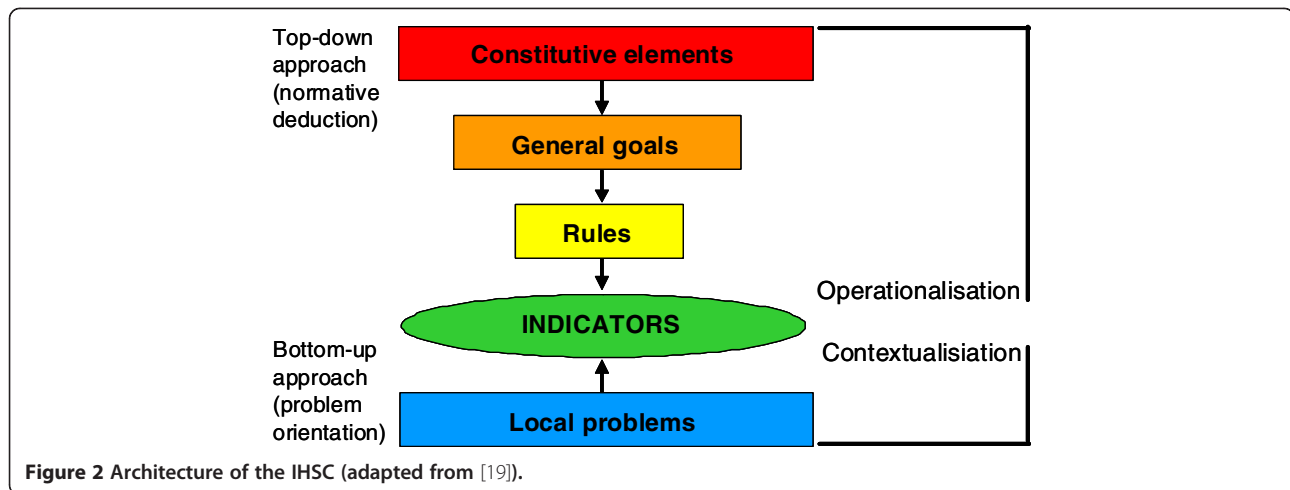 Top-down
approach
(normative
deduction)
Constitutive elements
General goals
Rules
INDICATORS
Operationalisation
Contextualisiation
Bottom-up
approach
(problem
orientation)
Local problems
Figure 2 Architecture of the IHSC (adapted from [19]).